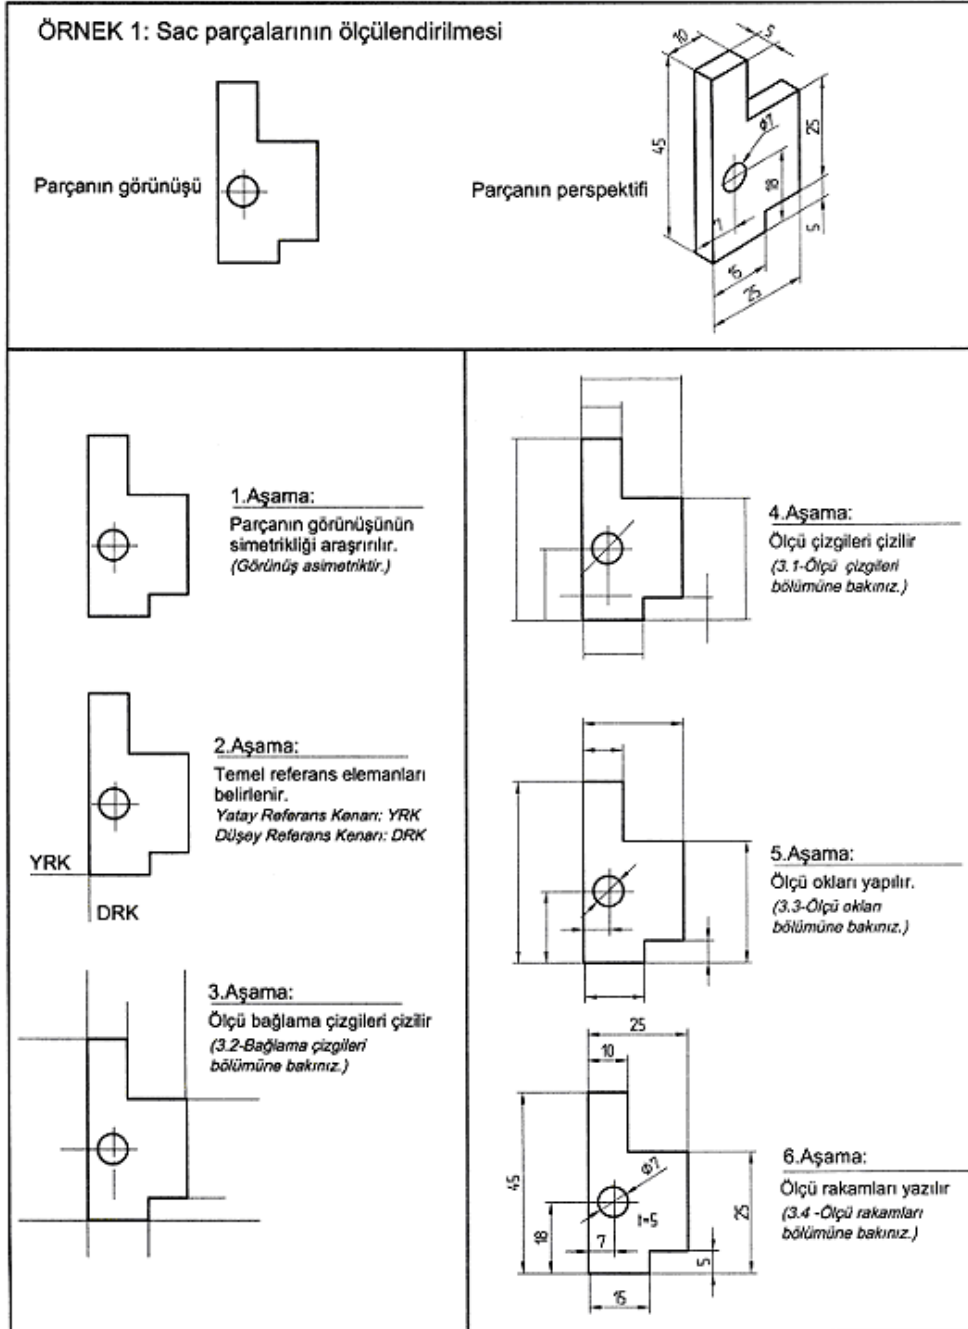 ÖRNEK 1: Sac parçalarının ölçülendirilmesi
Parçanın görünüşü
Parçanın perspektifi
10
5
45
Φ7
25
18
7
5
15
25
1.Aşama:
Parçanın görünüşünün
simetrikliği araşrırılır.
(Görünüş asimetriktir.)
2.Aşama:
Temel referans elemanları
belirlenir.
Yatay Referans Kenarı: YRK
Düşey Referans Kenarı: DRK
YRK
DRK
3.Aşama:
Ölçü bağlama çizgileri çizilir
(3.2-Bağlama çizgileri
bölümüne bakınız.)
4.Aşama:
Ölçü çizgileri çizilir
(3.1-Ölçü çizgileri
bölümüne bakınız.)
5.Aşama:
Ölçü okları yapılır.
(3.3-Ölçü okları
bölümüne bakınız.)
25
10
45
Φ7
t=5
18
7
25
5
15
6.Aşama:
Ölçü rakamları yazılır
(3.4 -Ölçü rakamları
bölümüne bakınız.)